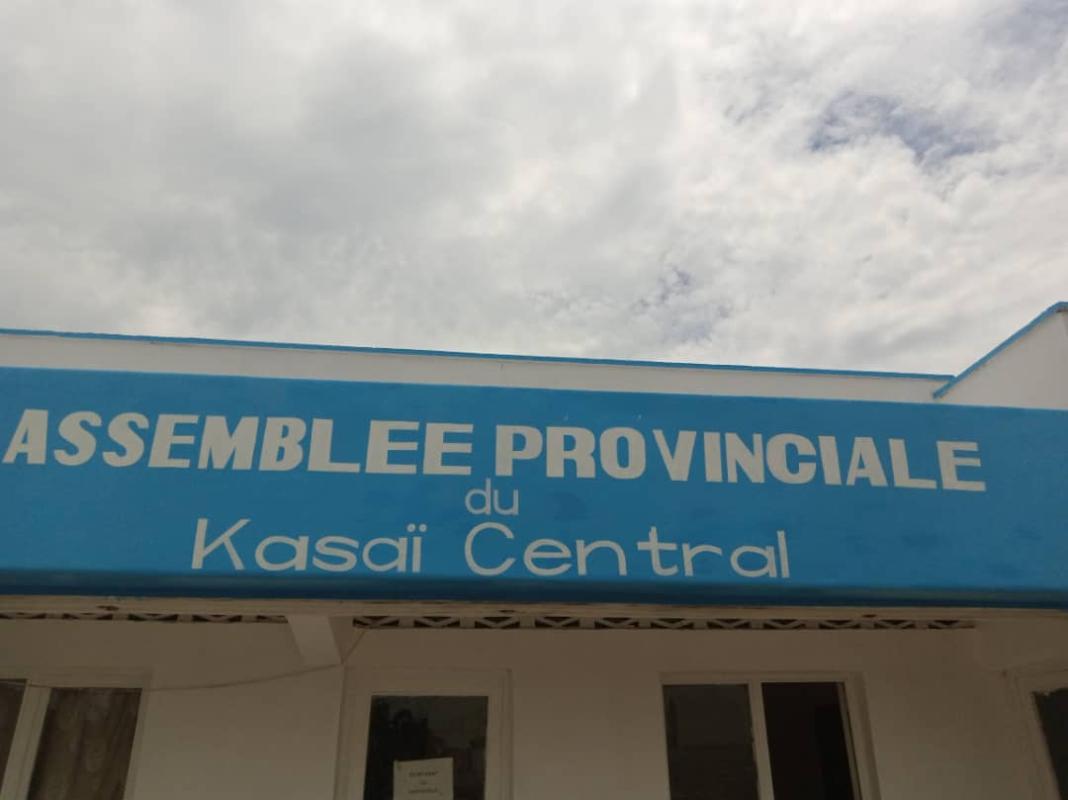 ASSEMBLEE PROVINCIALE
du
Kasaï Central